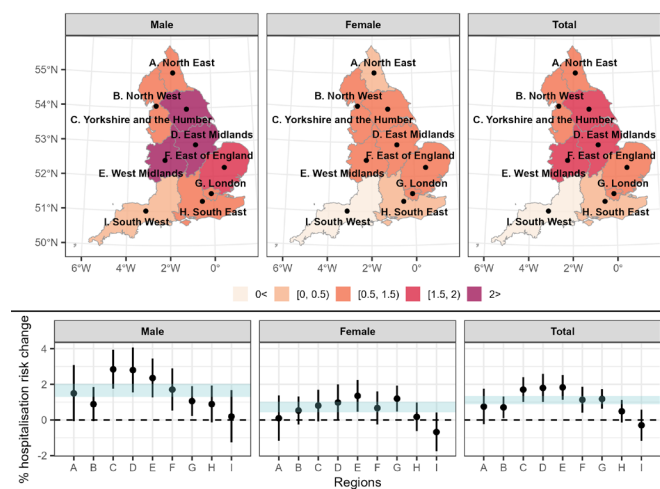 Male Female Total
A. North East A. North East A. North East
55°N
B. North West B. North West B. North West
54°N
C. Yorkshire and the Humber C. Yorkshire and the Humber C. Yorkshire and the Humber
D. East Midlands D. East Midlands D. East Midlands
53°N
F. East of England F. East of England F. East of England
E. West Midlands E. West Midlands E. West Midlands
52°N
G. London G. London G. London
51°N
H. South East H. South East H. South East
I. South West I. South West I. South West
50°N
6°W 4°W 2°W 0° 6°W 4°W 2°W 0° 6°W 4°W 2°W 0°
0< [0, 0.5) [0.5, 1.5) [1.5, 2) 2>
Male Female Total
% hospitalisation risk change
4
2
0
-2
A B C D E F G H I A B C D E F G H I A B C D E F G H I
Regions